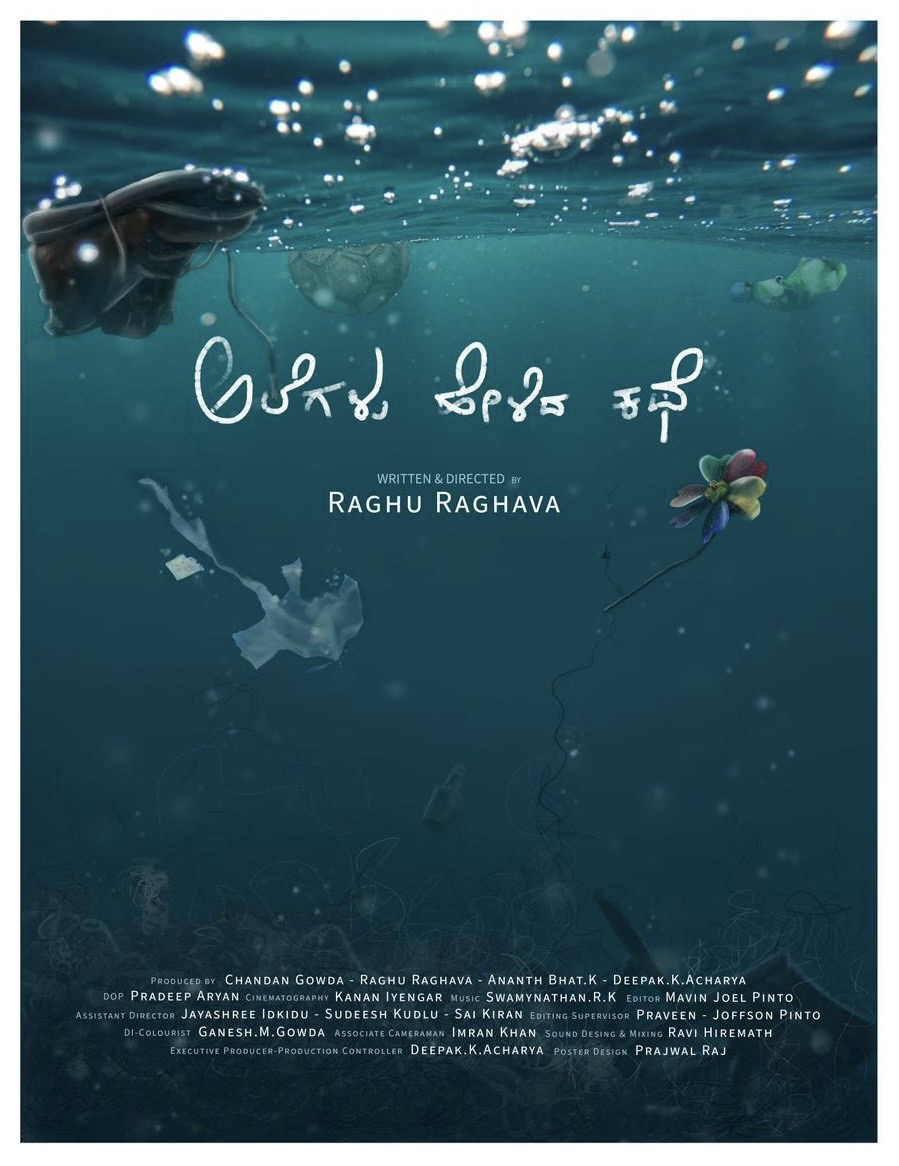 ಅಲೆಗಳು ಹೇಳಿದ ಕಥೆ
WRITTEN & DIRECTED BY
RAGHU RAGHAVA
PRODUCED BY CHANDAN GOWDA - RAGHU RAGHAVA - ANANTH BHAT.K - DEEPAK.K.ACHARYA
DOP PRADEEP ARYAN CINEMATOGRAPHY KANAN IYENGAR MUSIC SWAMYNATHAN.R.K EDITOR MAVIN JOEL PINTO
ASSISTANT DIRECTOR JAYASHREE IDKIDU - SUDEESH KUDLU - SAI KIRAN EDITING SUPERVISOR PRAVEEN - JOFFSON PINTO
DI-COLOURIST GANESH.M.GOWDA ASSOCIATE CAMERAMAN IMRAN KHAN SOUND DESING & MIXING RAVI HIREMATH
EXECUTIVE PRODUCER-PRODUCTION CONTROLLER DEEPAK.K.ACHARYA POSTER DESIGN PRAJWAL RAJ